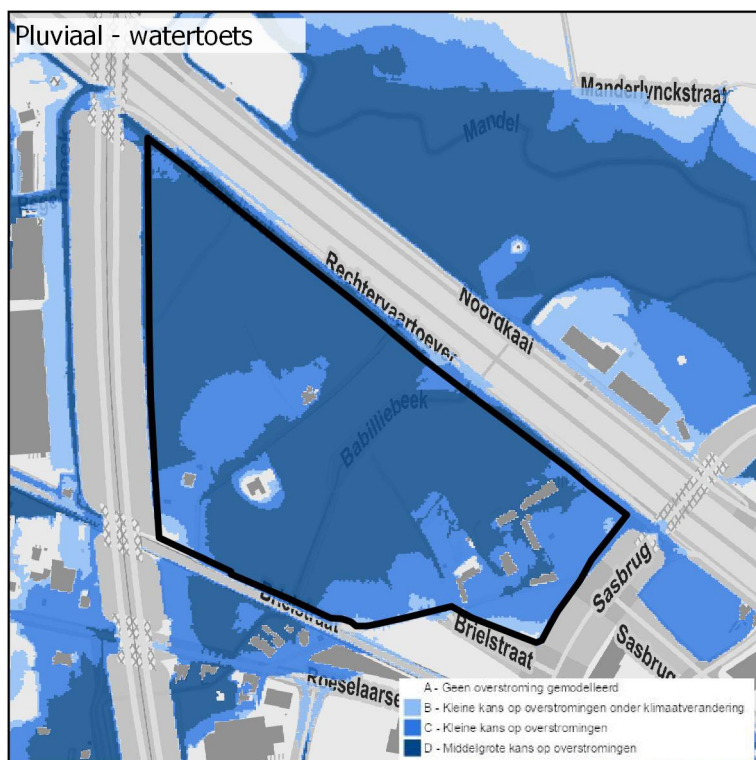 Pluviaal - watertoets
Manderlynckstraat
Mandel
Noordkaai
Rechtervaartoever
Babilliebeek
Brielstraat
Brielstraat
Sasbrug
Sasbrug
Roeselaarse
A - Geen overstroming gemodelleerd
B - Kleine kans op overstromingen onder klimaatverandering
C - Kleine kans op overstromingen
D - Middelgrote kans op overstromingen